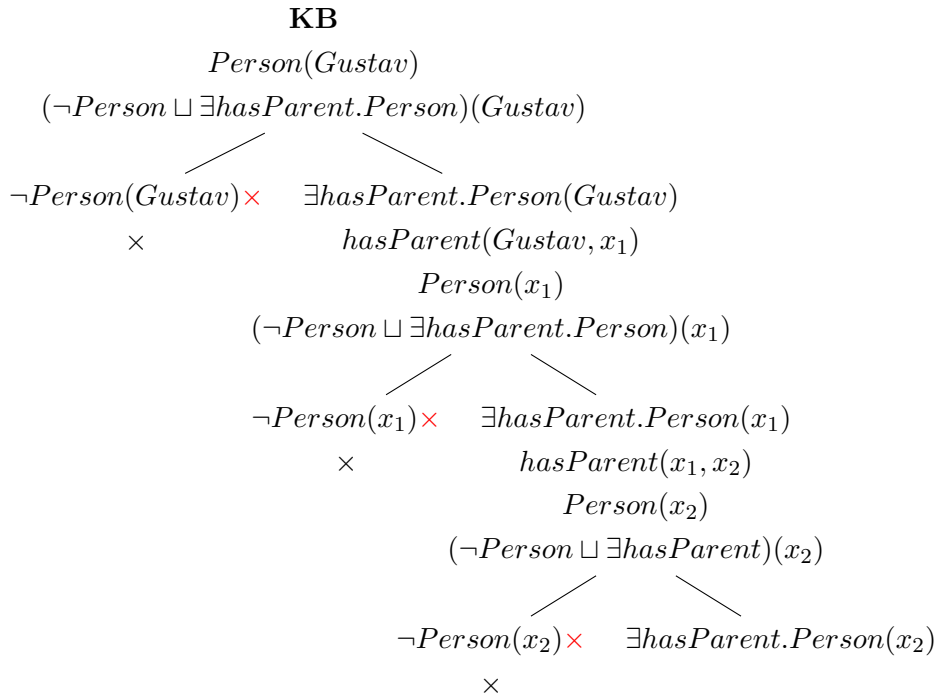 KB
Person(Gustav)
(¬Person ⊔ ∃hasParent.Person)(Gustav)
¬Person(Gustav)× ∃hasParent.Person(Gustav)
× hasParent(Gustav, x₁)
Person(x₁)
(¬Person ⊔ ∃hasParent.Person)(x₁)
¬Person(x₁)× ∃hasParent.Person(x₁)
× hasParent(x₁, x₂)
Person(x₂)
(¬Person ⊔ ∃hasParent)(x₂)
¬Person(x₂)× ∃hasParent.Person(x₂)
×